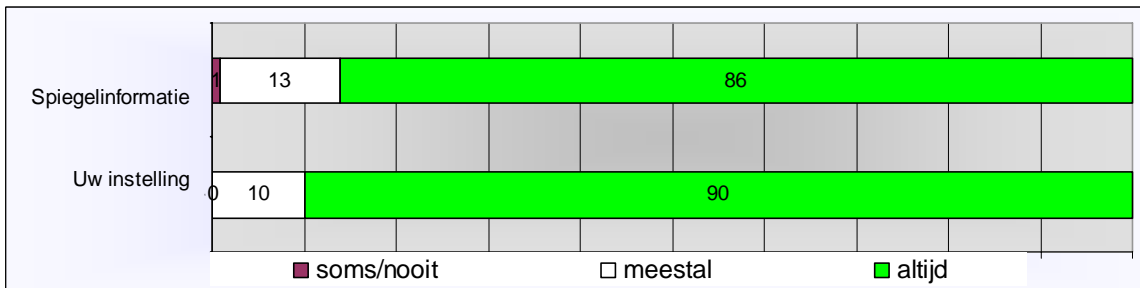 Spiegelinformatie 1 13 86
Uw instelling 0 10 90
soms/nooit meestal altijd